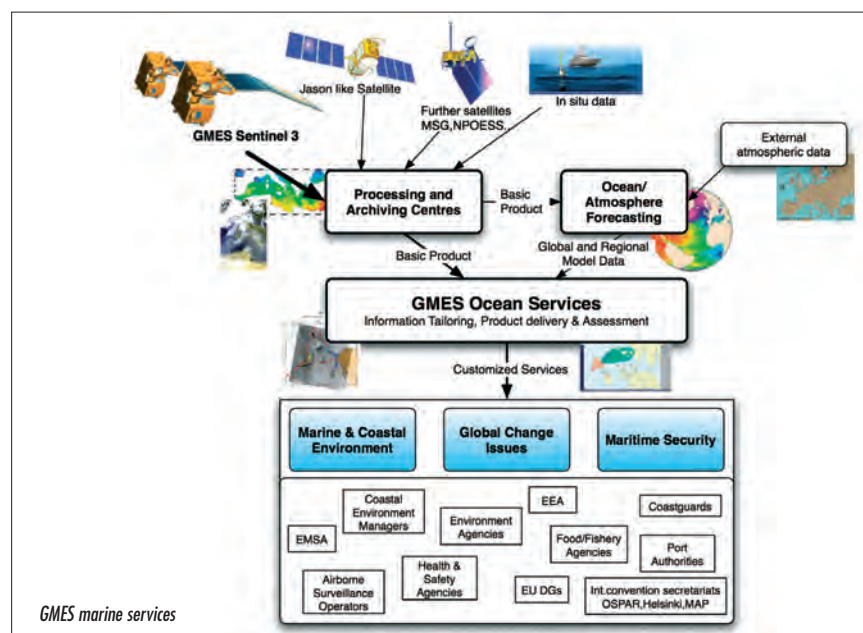 Jason like Satellite
Further satellites
MSG,NPOESS..
In situ data
GMES Sentinel 3
External
atmospheric data
Processing and
Archiving Centres
Basic
Product
Ocean/
Atmosphere
Forecasting
Basic Product
Global and Regional
Model Data
GMES Ocean Services
Information Tailoring, Product delivery & Assessment
Customized Services
Marine & Coastal
Environment
Global Change
Issues
Maritime Security
Coastal
Environment
Managers
EEA
Coastguards
EMSA
Environment
Agencies
Food/Fishery
Agencies
Port
Authorities
Airborne
Surveillance
Operators
Health &
Safety
Agencies
EU DGs
Int.convention secretariats
OSPAR,Helsinki,MAP
GMES marine services